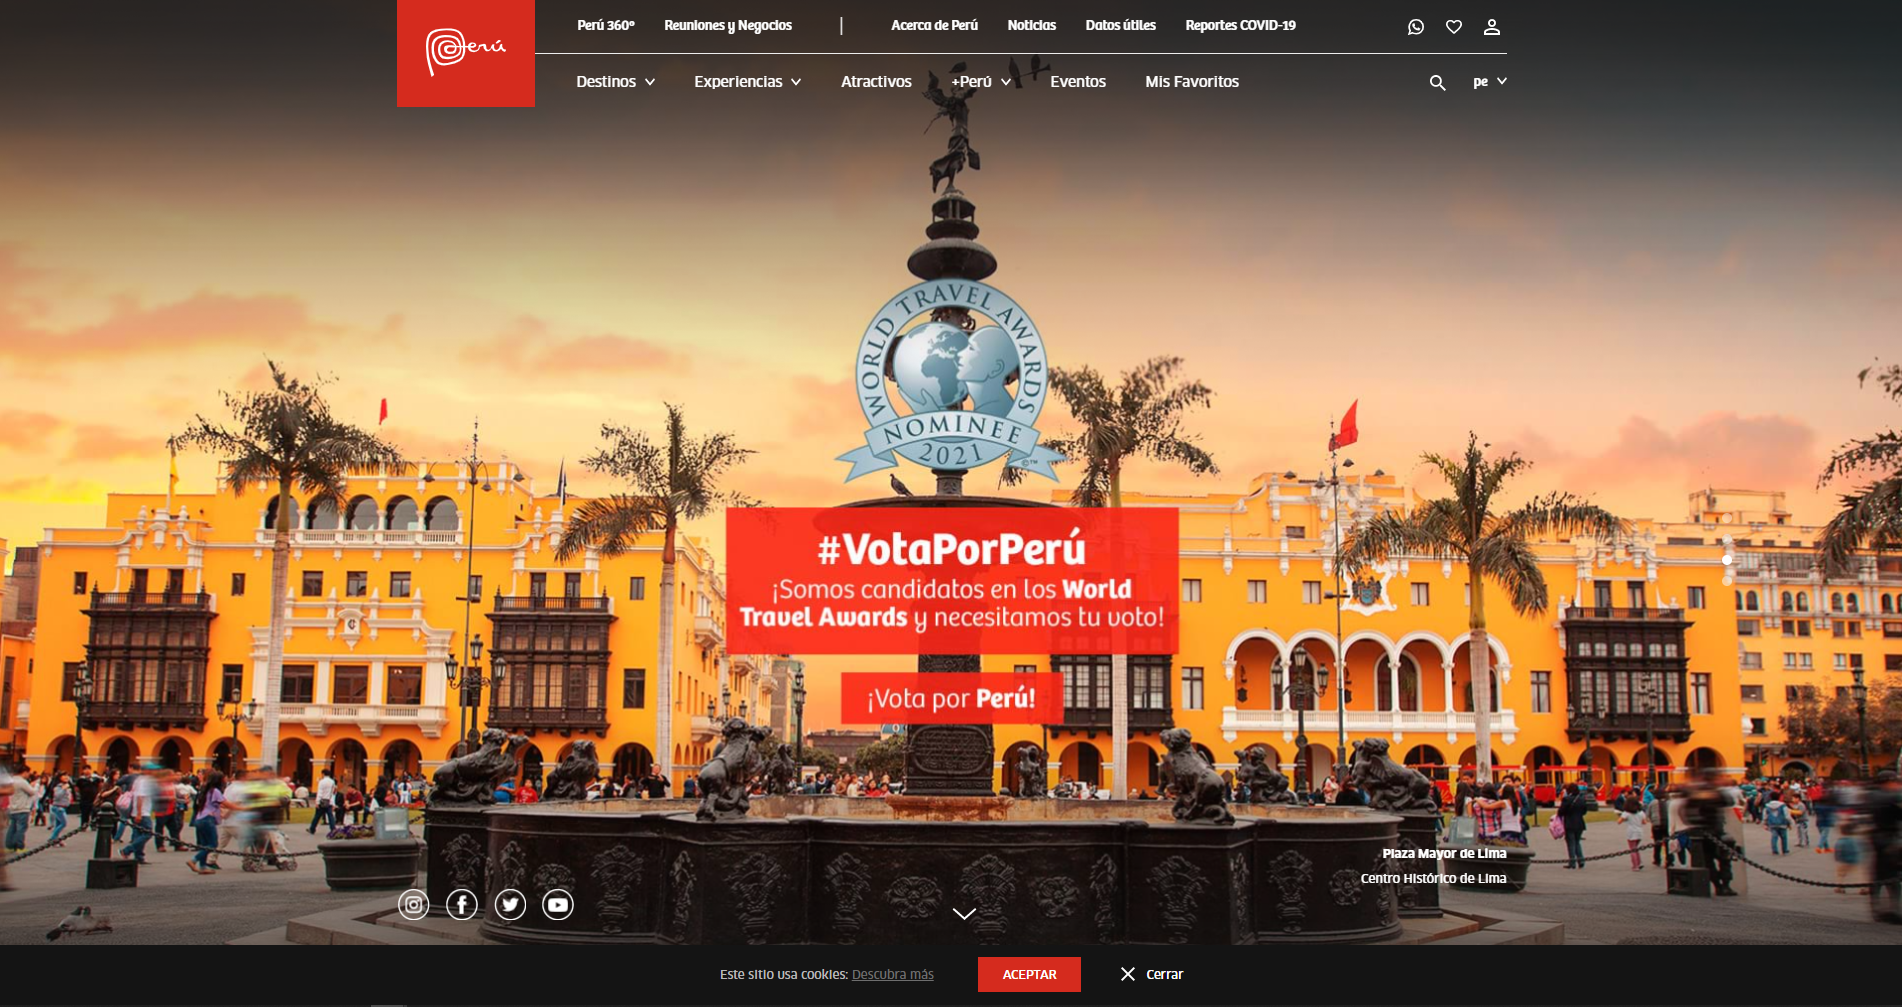 Perú
Perú 360º
Reuniones y Negocios
|
Acerca de Perú
Noticias
Datos útiles
Reportes COVID-19
Destinos
Experiencias
Atractivos
+Perú
Eventos
Mis Favoritos
pe
WORLD TRAVEL AWARDS
NOMINEE
2021
©™
#VotaPorPerú
¡Somos candidatos en los World
Travel Awards y necesitamos tu voto!
¡Vota por Perú!
Plaza Mayor de Lima
Centro Histórico de Lima
Este sitio usa cookies: Descubra más
ACEPTAR
Cerrar